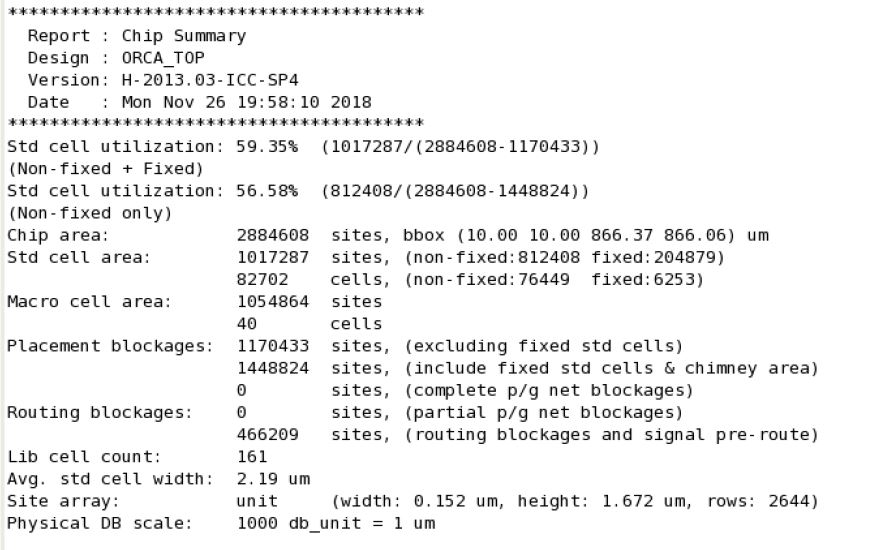 ****************************************
Report : Chip Summary
Design : ORCA_TOP
Version: H-2013.03-ICC-SP4
Date   : Mon Nov 26 19:58:10 2018
****************************************
Std cell utilization: 59.35%  (1017287/(2884608-1170433))
(Non-fixed + Fixed)
Std cell utilization: 56.58%  (812408/(2884608-1448824))
(Non-fixed only)
Chip area:            2884608  sites, bbox (10.00 10.00 866.37 866.06) um
Std cell area:        1017287  sites, (non-fixed:812408 fixed:204879)
                      82702    cells, (non-fixed:76449  fixed:6253)
Macro cell area:      1054864  sites
                      40       cells
Placement blockages:  1170433  sites, (excluding fixed std cells)
                      1448824  sites, (include fixed std cells & chimney area)
                      0        sites, (complete p/g net blockages)
Routing blockages:    0        sites, (partial p/g net blockages)
                      466209   sites, (routing blockages and signal pre-route)
Lib cell count:       161
Avg. std cell width:  2.19 um
Site array:           unit     (width: 0.152 um, height: 1.672 um, rows: 2644)
Physical DB scale:    1000 db_unit = 1 um